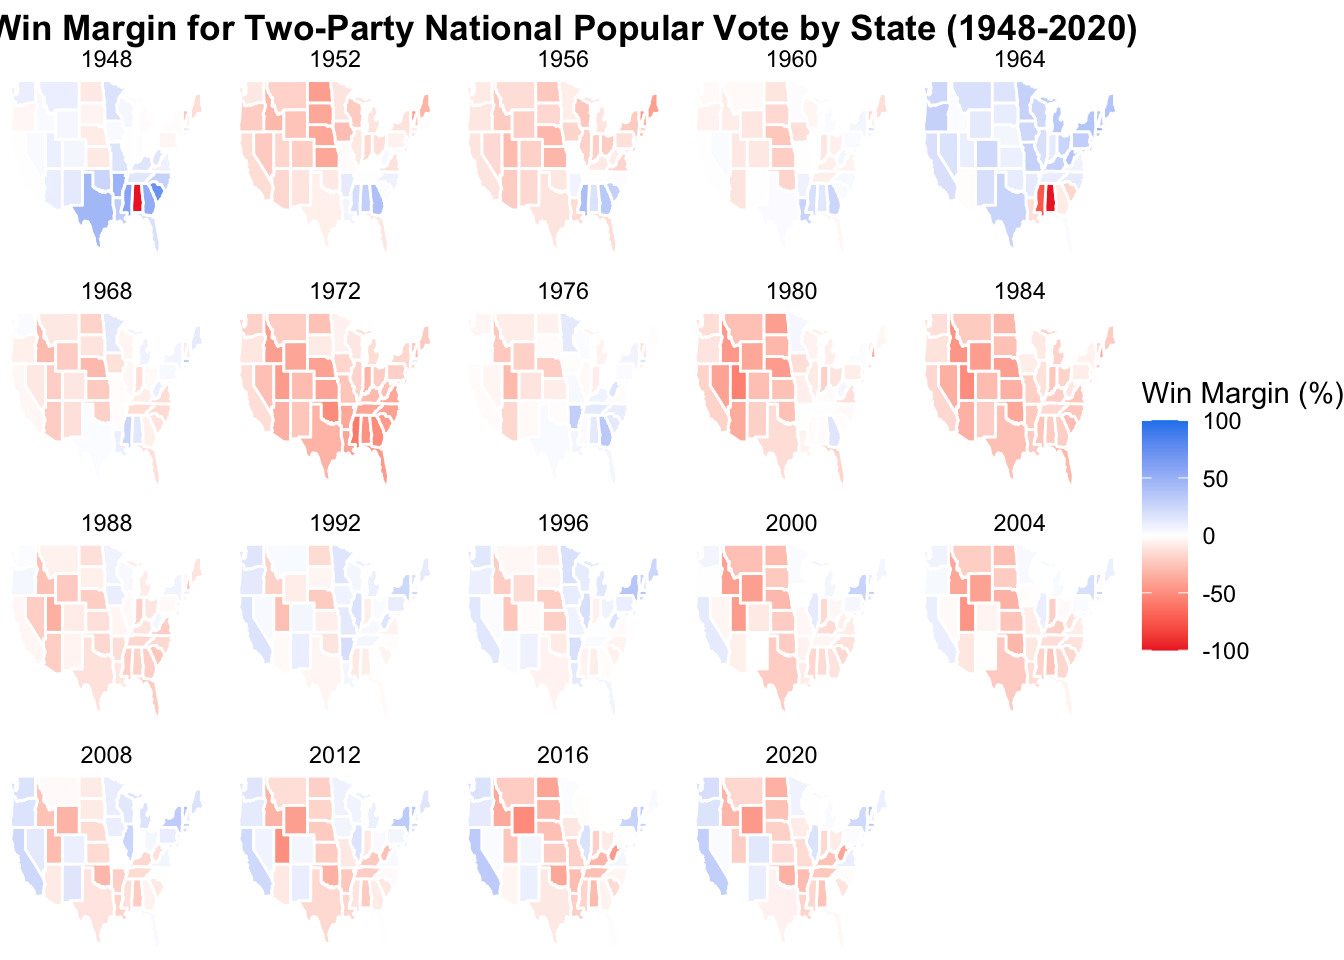 Win Margin for Two-Party National Popular Vote by State (1948-2020)
1948 1952 1956 1960 1964
1968 1972 1976 1980 1984
1988 1992 1996 2000 2004
2008 2012 2016 2020
Win Margin (%)
100
50
0
-50
-100